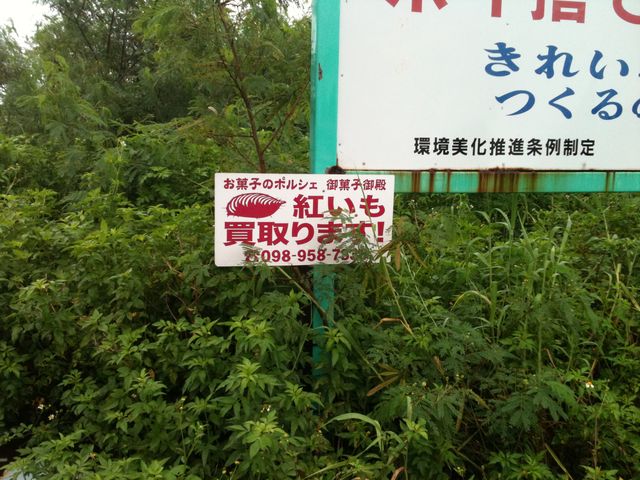 きれい
つくる
環境美化推進条例制定
お菓子のポルシェ 御菓子御殿
紅いも
買取ります!
098-958-7